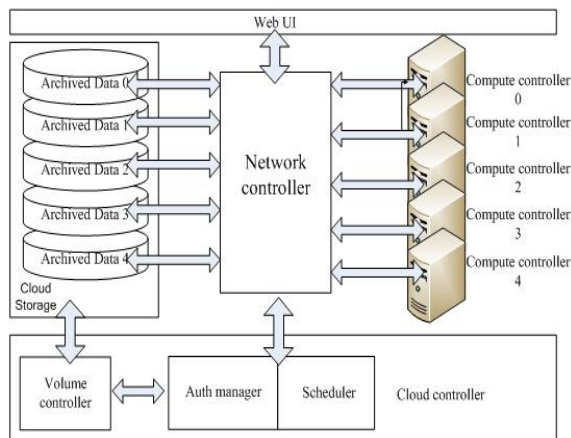 Web UI
Archived Data 0
Archived Data 1
Archived Data 2
Archived Data 3
Archived Data 4
Cloud
Storage
Network
controller
Compute controller
0
Compute controller
1
Compute controller
2
Compute controller
3
Compute controller
4
Volume
controller
Auth manager
Scheduler
Cloud controller